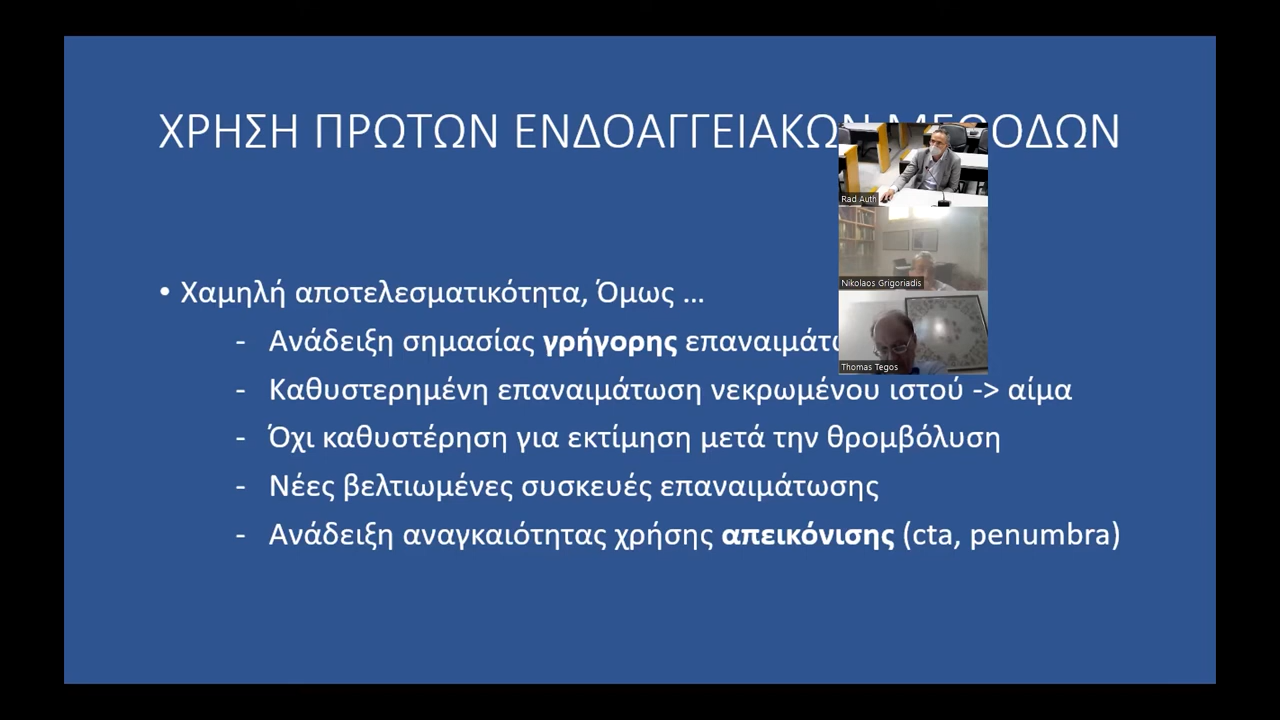 ΧΡΗΣΗ ΠΡΩΤΩΝ ΕΝΔΟΑΓΓΕΙΑΚΩΝ ΜΕΘΟΔΩΝ
Rad Auth
Nikolaos Grigoriadis
Thomas Tegos
• Χαμηλή αποτελεσματικότητα, Όμως ...
- Ανάδειξη σημασίας γρήγορης
- Καθυστερημένη επαναιμάτωση νεκρωμένου ιστού -> αίμα
- Όχι καθυστέρηση για εκτίμηση μετά την θρομβόλυση
- Νέες βελτιωμένες συσκευές επαναιμάτωσης
- Ανάδειξη αναγκαιότητας χρήσης απεικόνισης (cta, penumbra)